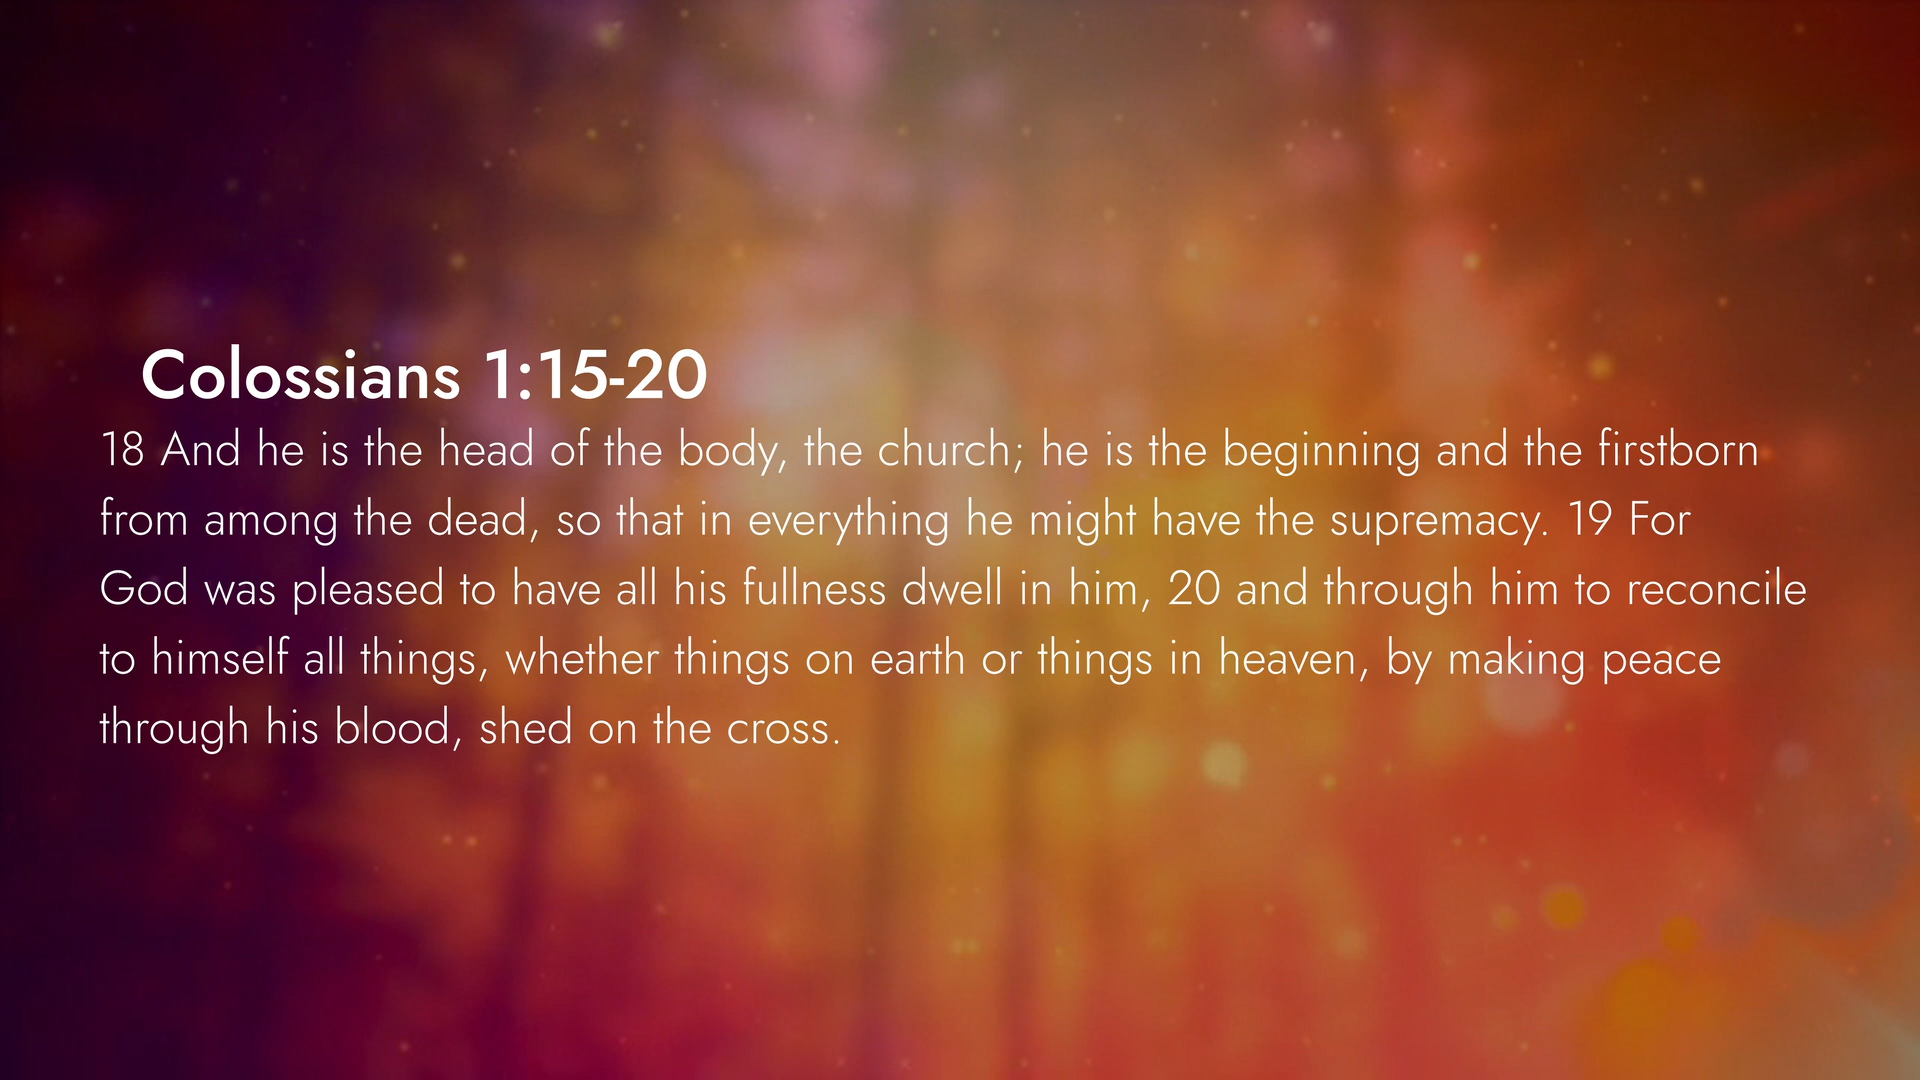 Colossians 1:15-20
18 And he is the head of the body, the church; he is the beginning and the firstborn
from among the dead, so that in everything he might have the supremacy. 19 For
God was pleased to have all his fullness dwell in him, 20 and through him to reconcile
to himself all things, whether things on earth or things in heaven, by making peace
through his blood, shed on the cross.